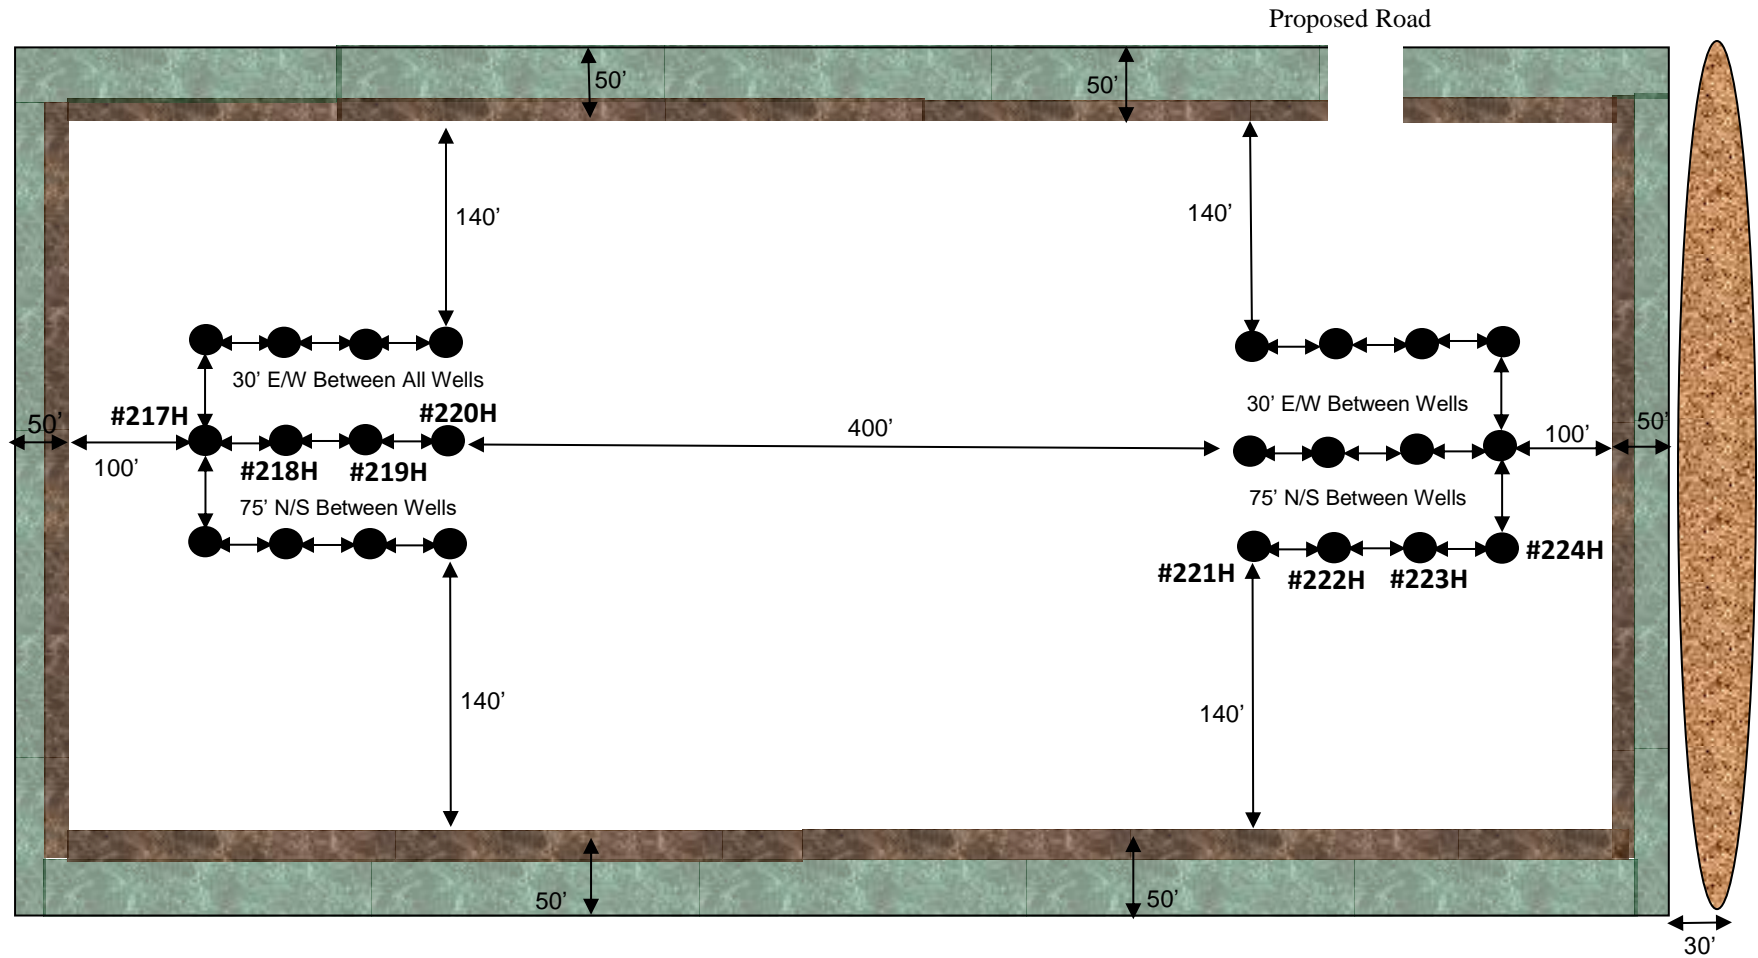 Proposed Road
50’
50’
140’
140’
30’ E/W Between All Wells
30’ E/W Between Wells
#217H
#220H
50’
400’
50’
100’
100’
#218H
#219H
75’ N/S Between Wells
75’ N/S Between Wells
#224H
#221H
#222H
#223H
140’
140’
50’
50’
30’